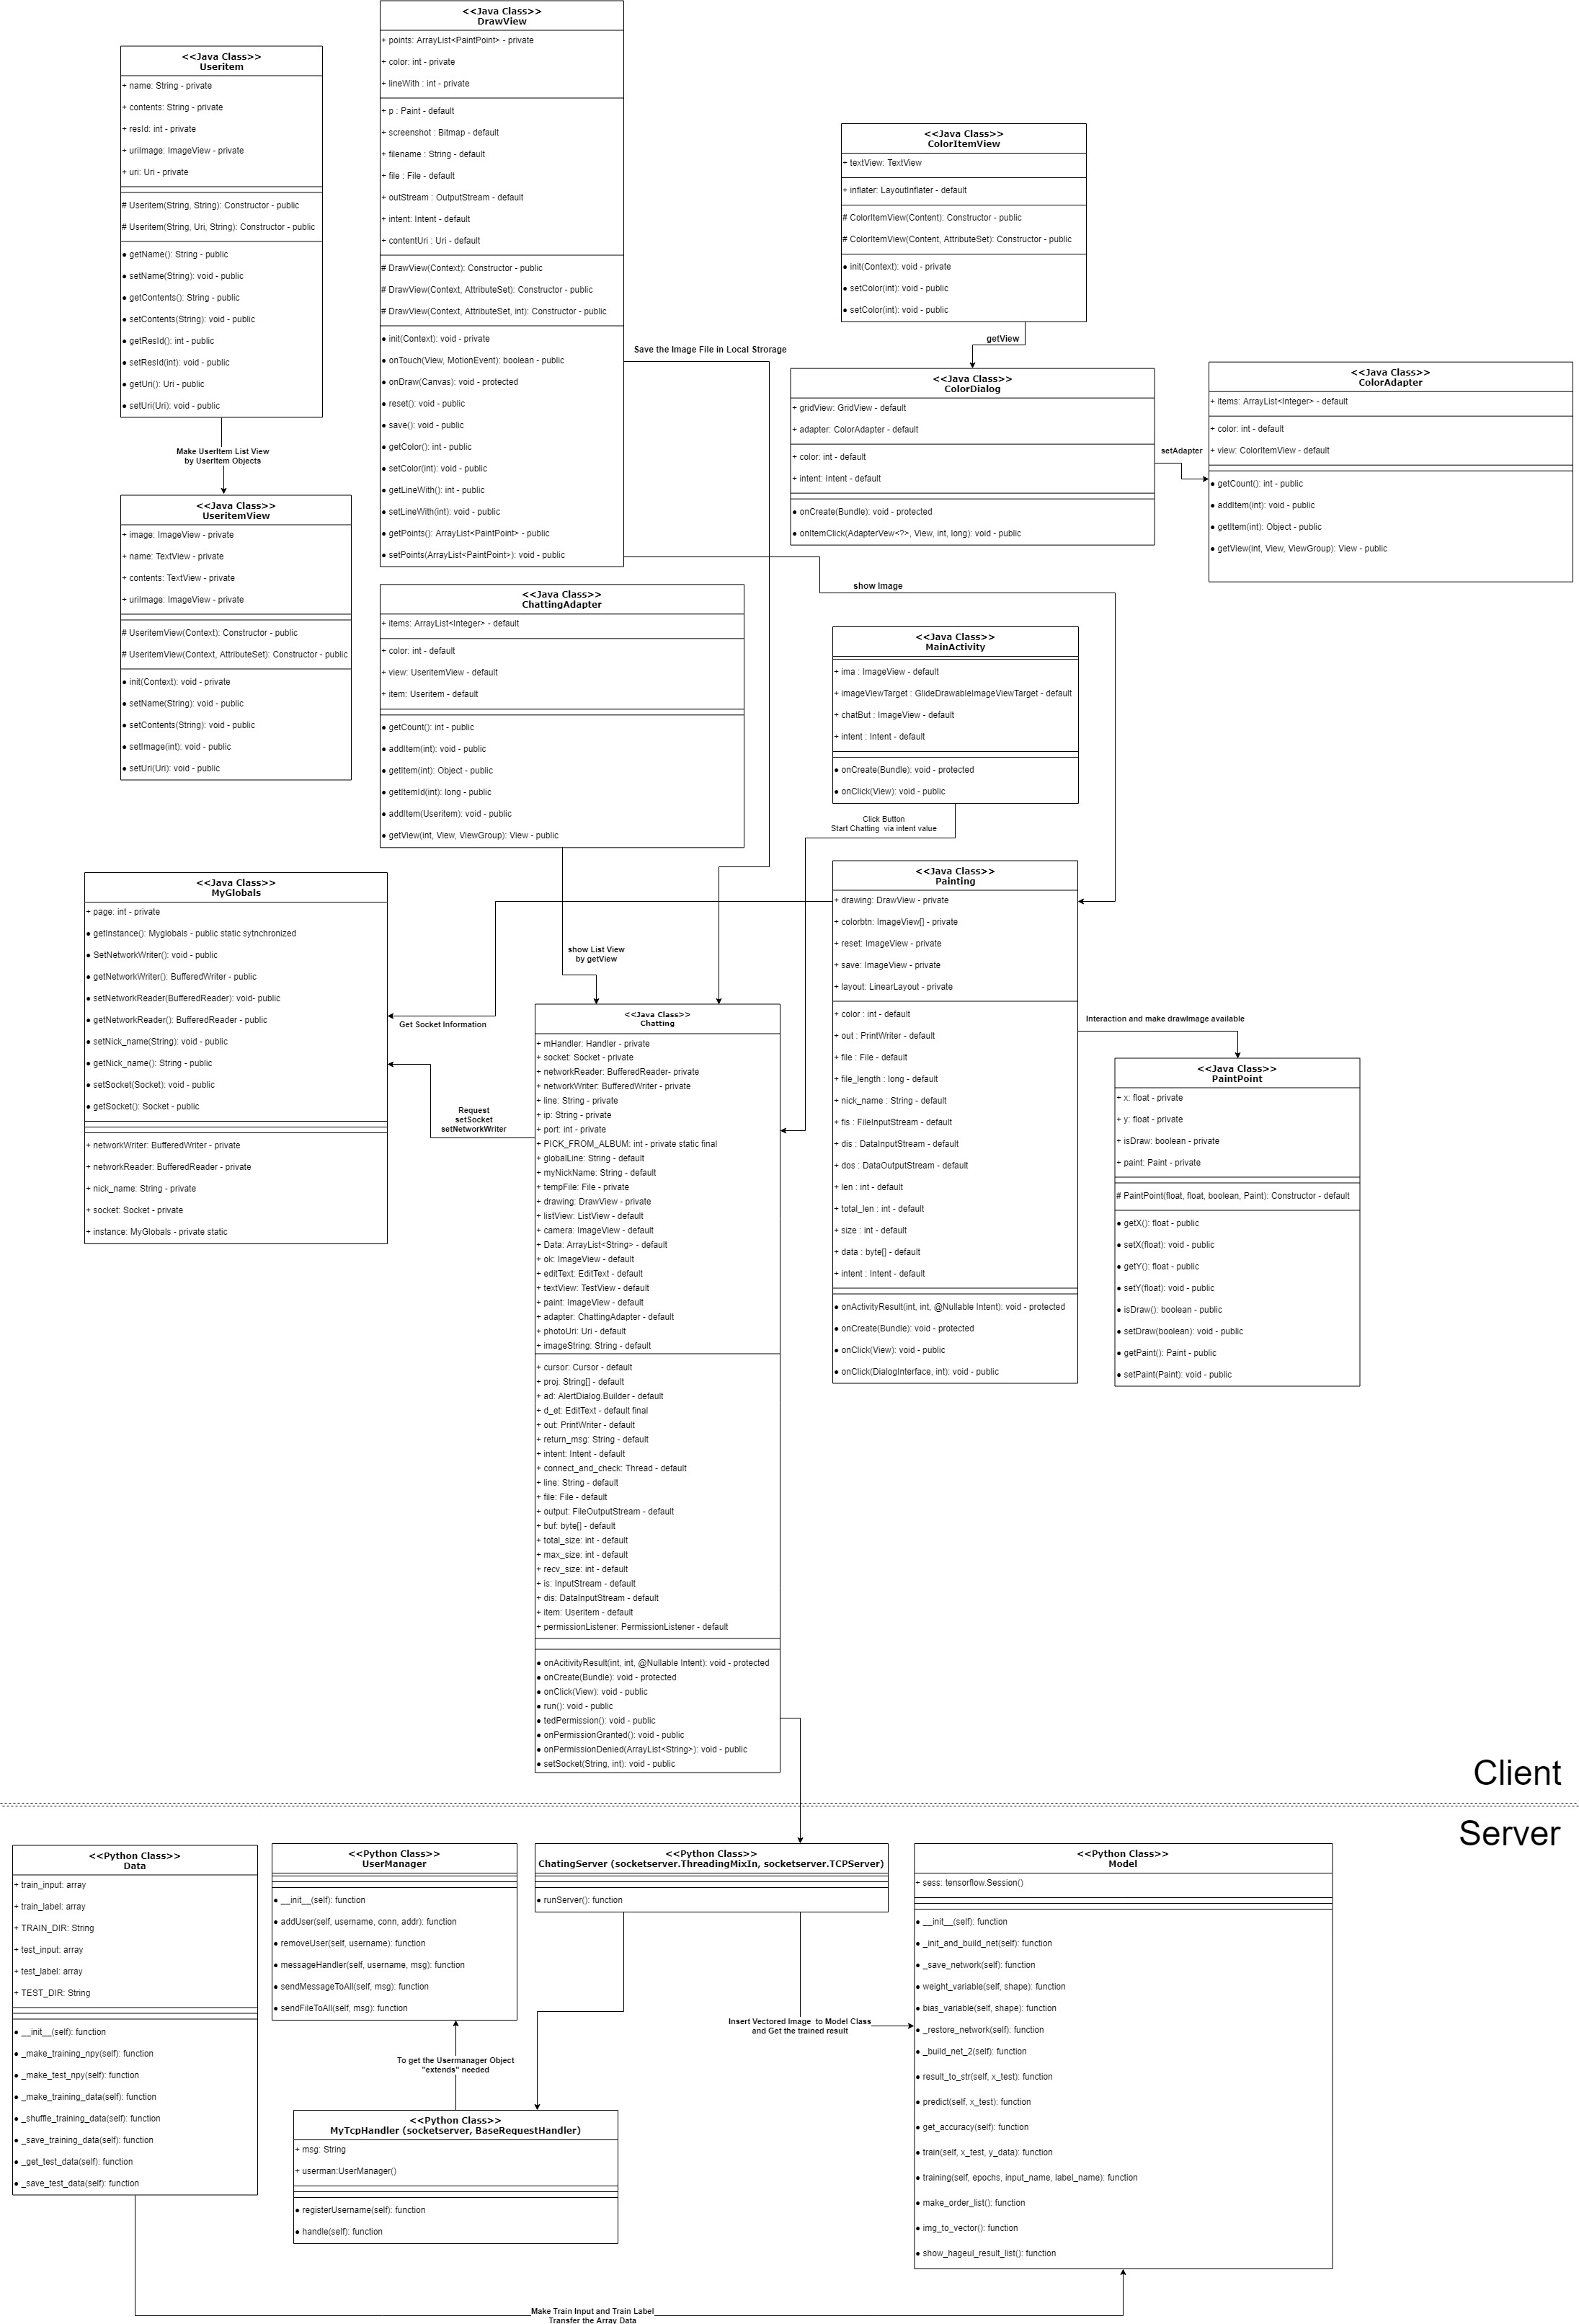 <<Java Class>>
Useritem
+ name: String - private
+ contents: String - private
+ resId: int - private
+ uriImage: ImageView - private
+ uri: Uri - private
# Useritem(String, String): Constructor - public
# Useritem(String, Uri, String): Constructor - public
● getName(): String - public
● setName(String): void - public
● getContents(): String - public
● setContents(String): void - public
● getResId(): int - public
● setResId(int): void - public
● getUri(): Uri - public
● setUri(Uri): void - public
Make UserItem List View
by UserItem Objects
<<Java Class>>
UseritemView
+ image: ImageView - private
+ name: TextView - private
+ contents: TextView - private
+ uriImage: ImageView - private
# UseritemView(Context): Constructor - public
# UseritemView(Context, AttributeSet): Constructor - public
● init(Context): void - private
● setName(String): void - public
● setContents(String): void - public
● setImage(int): void - public
● setUri(Uri): void - public
<<Java Class>>
DrawView
+ points: ArrayList<PaintPoint> - private
+ color: int - private
+ lineWith : int - private
+ p : Paint - default
+ screenshot : Bitmap - default
+ filename : String - default
+ file : File - default
+ outStream : OutputStream - default
+ intent: Intent - default
+ contentUri : Uri - default
# DrawView(Context): Constructor - public
# DrawView(Context, AttributeSet): Constructor - public
# DrawView(Context, AttributeSet, int): Constructor - public
● init(Context): void - private
● onTouch(View, MotionEvent): boolean - public
● onDraw(Canvas): void - protected
● reset(): void - public
● save(): void - public
● getColor(): int - public
● setColor(int): void - public
● getLineWith(): int - public
● setLineWith(int): void - public
● getPoints(): ArrayList<PaintPoint> - public
● setPoints(ArrayList<PaintPoint>): void - public
Save the Image File in Local Strorage
show Image
<<Java Class>>
ColorItemView
+ textView: TextView
+ inflater: LayoutInflater - default
# ColorItemView(Content): Constructor - public
# ColorItemView(Content, AttributeSet): Constructor - public
● init(Context): void - private
● setColor(int): void - public
● setColor(int): void - public
getView
<<Java Class>>
ColorDialog
+ gridView: GridView - default
+ adapter: ColorAdapter - default
+ color: int - default
+ intent: Intent - default
● onCreate(Bundle): void - protected
● onItemClick(AdapterVew<?>, View, int, long): void - public
setAdapter
<<Java Class>>
ColorAdapter
+ items: ArrayList<Integer> - default
+ color: int - default
+ view: ColorItemView - default
● getCount(): int - public
● addItem(int): void - public
● getItem(int): Object - public
● getView(int, View, ViewGroup): View - public
<<Java Class>>
ChattingAdapter
+ items: ArrayList<Integer> - default
+ color: int - default
+ view: UseritemView - default
+ item: Useritem - default
● getCount(): int - public
● addItem(int): void - public
● getItem(int): Object - public
● getItemId(int): long - public
● addItem(Useritem): void - public
● getView(int, View, ViewGroup): View - public
show List View
by getView
<<Java Class>>
MainActivity
+ ima : ImageView - default
+ imageViewTarget : GlideDrawableImageViewTarget - default
+ chatBut : ImageView - default
+ intent : Intent - default
● onCreate(Bundle): void - protected
● onClick(View): void - public
Click Button
Start Chatting via intent value
<<Java Class>>
MyGlobals
+ page: int - private
● getInstance(): Myglobals - public static sytnchronized
● SetNetworkWriter(): void - public
● getNetworkWriter(): BufferedWriter - public
● setNetworkReader(BufferedReader): void- public
● getNetworkReader(): BufferedReader - public
● setNick_name(String): void - public
● getNick_name(): String - public
● setSocket(Socket): void - public
● getSocket(): Socket - public
+ networkWriter: BufferedWriter - private
+ networkReader: BufferedReader - private
+ nick_name: String - private
+ socket: Socket - private
+ instance: MyGlobals - private static
Get Socket Information
Request
setSocket
setNetworkWriter
<<Java Class>>
Chatting
+ mHandler: Handler - private
+ socket: Socket - private
+ networkReader: BufferedReader- private
+ networkWriter: BufferedWriter - private
+ line: String - private
+ ip: String - private
+ port: int - private
+ PICK_FROM_ALBUM: int - private static final
+ globalLine: String - default
+ myNickName: String - default
+ tempFile: File - private
+ drawing: DrawView - private
+ listView: ListView - default
+ camera: ImageView - default
+ Data: ArrayList<String> - default
+ ok: ImageView - default
+ editText: EditText - default
+ textView: TestView - default
+ paint: ImageView - default
+ adapter: ChattingAdapter - default
+ photoUri: Uri - default
+ imageString: String - default
+ cursor: Cursor - default
+ proj: String[] - default
+ ad: AlertDialog.Builder - default
+ d_et: EditText - default final
+ out: PrintWriter - default
+ return_msg: String - default
+ intent: Intent - default
+ connect_and_check: Thread - default
+ line: String - default
+ file: File - default
+ output: FileOutputStream - default
+ buf: byte[] - default
+ total_size: int - default
+ max_size: int - default
+ recv_size: int - default
+ is: InputStream - default
+ dis: DataInputStream - default
+ item: Useritem - default
+ permissionListener: PermissionListener - default
● onAcitivityResult(int, int, @Nullable Intent): void - protected
● onCreate(Bundle): void - protected
● onClick(View): void - public
● run(): void - public
● tedPermission(): void - public
● onPermissionGranted(): void - public
● onPermissionDenied(ArrayList<String>): void - public
● setSocket(String, int): void - public
<<Java Class>>
Painting
+ drawing: DrawView - private
+ colorbtn: ImageView[] - private
+ reset: ImageView - private
+ save: ImageView - private
+ layout: LinearLayout - private
+ color : int - default
+ out : PrintWriter - default
+ file : File - default
+ file_length : long - default
+ nick_name : String - default
+ fis : FileInputStream - default
+ dis : DataInputStream - default
+ dos : DataOutputStream - default
+ len : int - default
+ total_len : int - default
+ size : int - default
+ data : byte[] - default
+ intent : Intent - default
● onActivityResult(int, int, @Nullable Intent): void - protected
● onCreate(Bundle): void - protected
● onClick(View): void - public
● onClick(DialogInterface, int): void - public
Interaction and make drawImage available
<<Java Class>>
PaintPoint
+ x: float - private
+ y: float - private
+ isDraw: boolean - private
+ paint: Paint - private
# PaintPoint(float, float, boolean, Paint): Constructor - default
● getX(): float - public
● setX(float): void - public
● getY(): float - public
● setY(float): void - public
● isDraw(): boolean - public
● setDraw(boolean): void - public
● getPaint(): Paint - public
● setPaint(Paint): void - public
Client
Server
<<Python Class>>
Data
+ train_input: array
+ train_label: array
+ TRAIN_DIR: String
+ test_input: array
+ test_label: array
+ TEST_DIR: String
● __init__(self): function
● _make_training_npy(self): function
● _make_test_npy(self): function
● _make_training_data(self): function
● _shuffle_training_data(self): function
● _save_training_data(self): function
● _get_test_data(self): function
● _save_test_data(self): function
<<Python Class>>
UserManager
● __init__(self): function
● addUser(self, username, conn, addr): function
● removeUser(self, username): function
● messageHandler(self, username, msg): function
● sendMessageToAll(self, msg): function
● sendFileToAll(self, msg): function
To get the Usermanager Object
"extends" needed
<<Python Class>>
MyTcpHandler (socketserver, BaseRequestHandler)
+ msg: String
+ userman:UserManager()
● registerUsername(self): function
● handle(self): function
<<Python Class>>
ChatingServer (socketserver.ThreadingMixIn, socketserver.TCPServer)
● runServer(): function
Insert Vectored Image to Model Class
and Get the trained result
<<Python Class>>
Model
+ sess: tensorflow.Session()
● __init__(self): function
● _init_and_build_net(self): function
● _save_network(self): function
● weight_variable(self, shape): function
● bias_variable(self, shape): function
● _restore_network(self): function
● _build_net_2(self): function
● result_to_str(self, x_test): function
● predict(self, x_test): function
● get_accuracy(self): function
● train(self, x_test, y_data): function
● training(self, epochs, input_name, label_name): function
● make_order_list(): function
● img_to_vector(): function
● show_hageul_result_list(): function
Make Train Input and Train Label
Transfer the Array Data